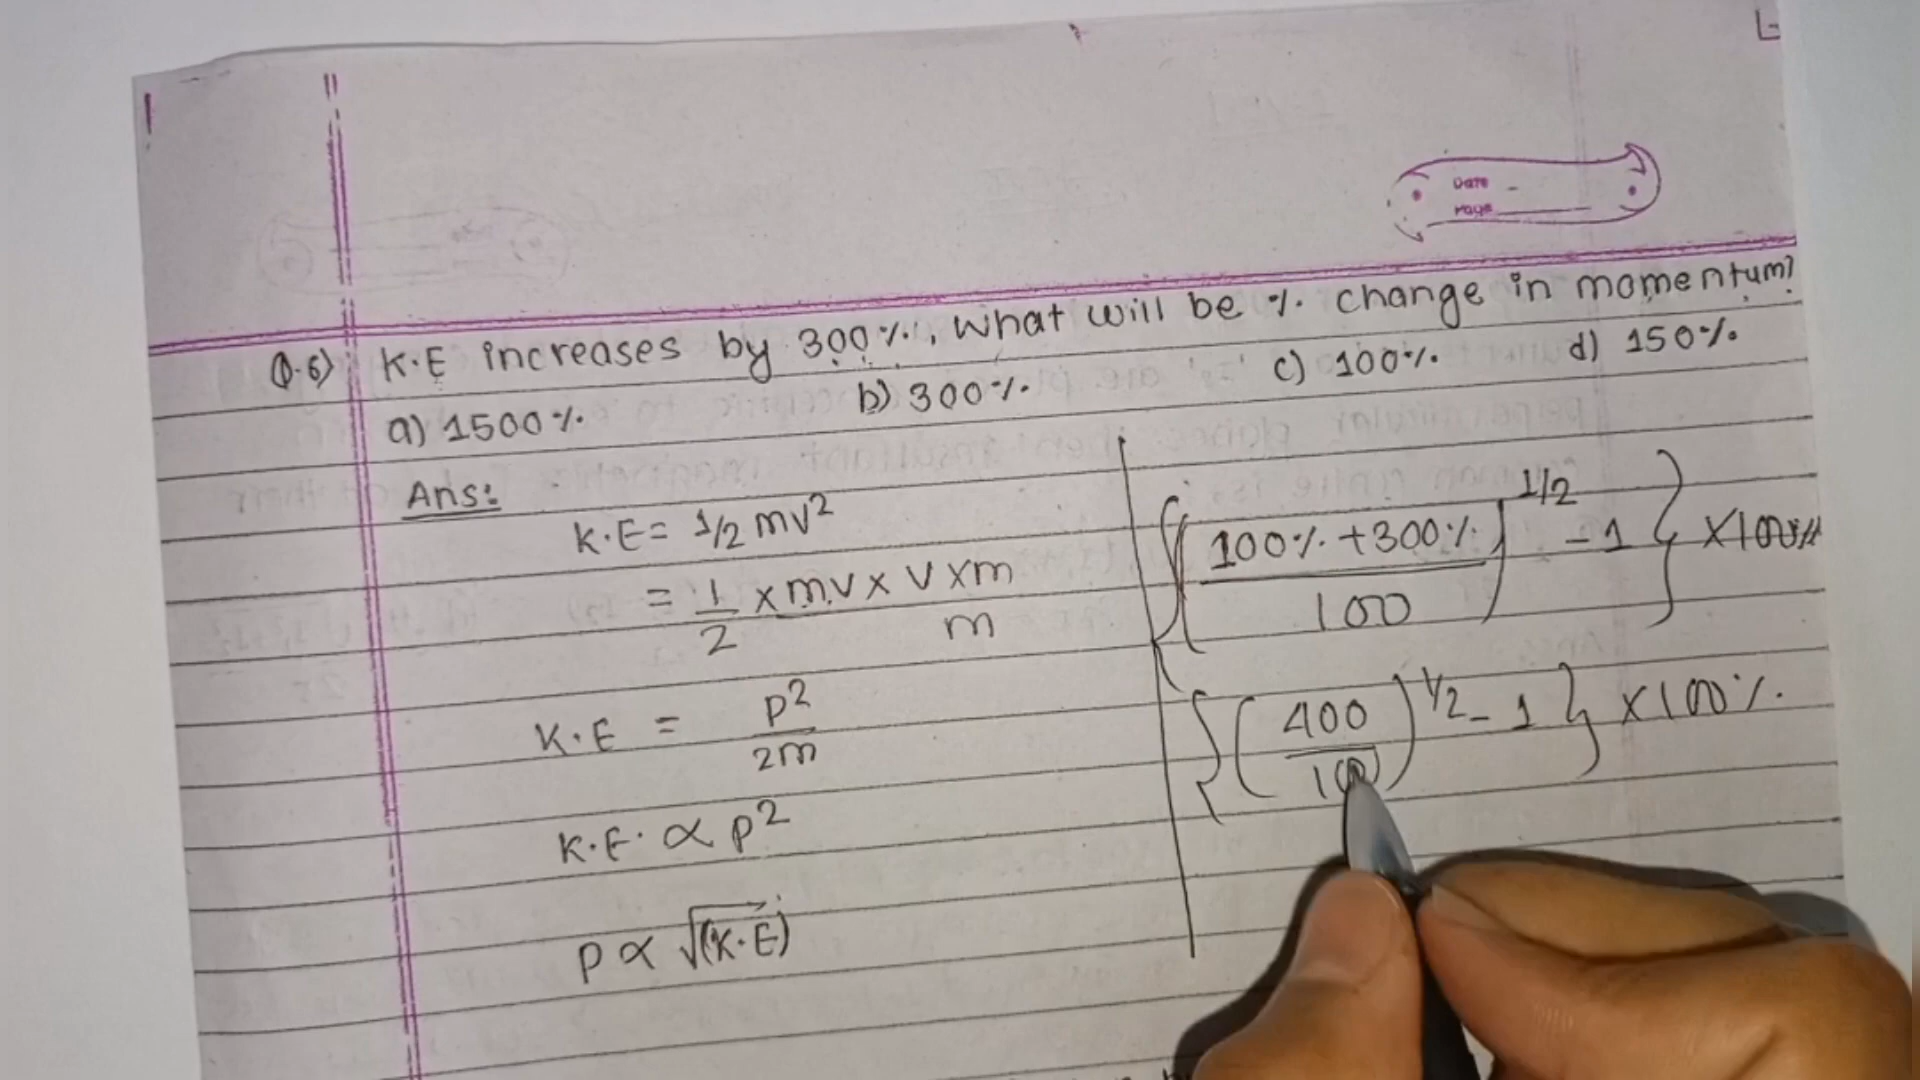 Date
Page
Q.6) K.E increases by 300%, what will be % change in momentum?
a) 1500% b) 300% c) 100% d) 150%
Ans:
K.E = 1/2 mv²
= 1/2 × mv × v × m/m
K.E = p²/2m
K.E. ∝ p²
p ∝ √(K.E)
{((100% + 300%)/100)^1/2 - 1} × 100%
{(400/100)^1/2 - 1} × 100%